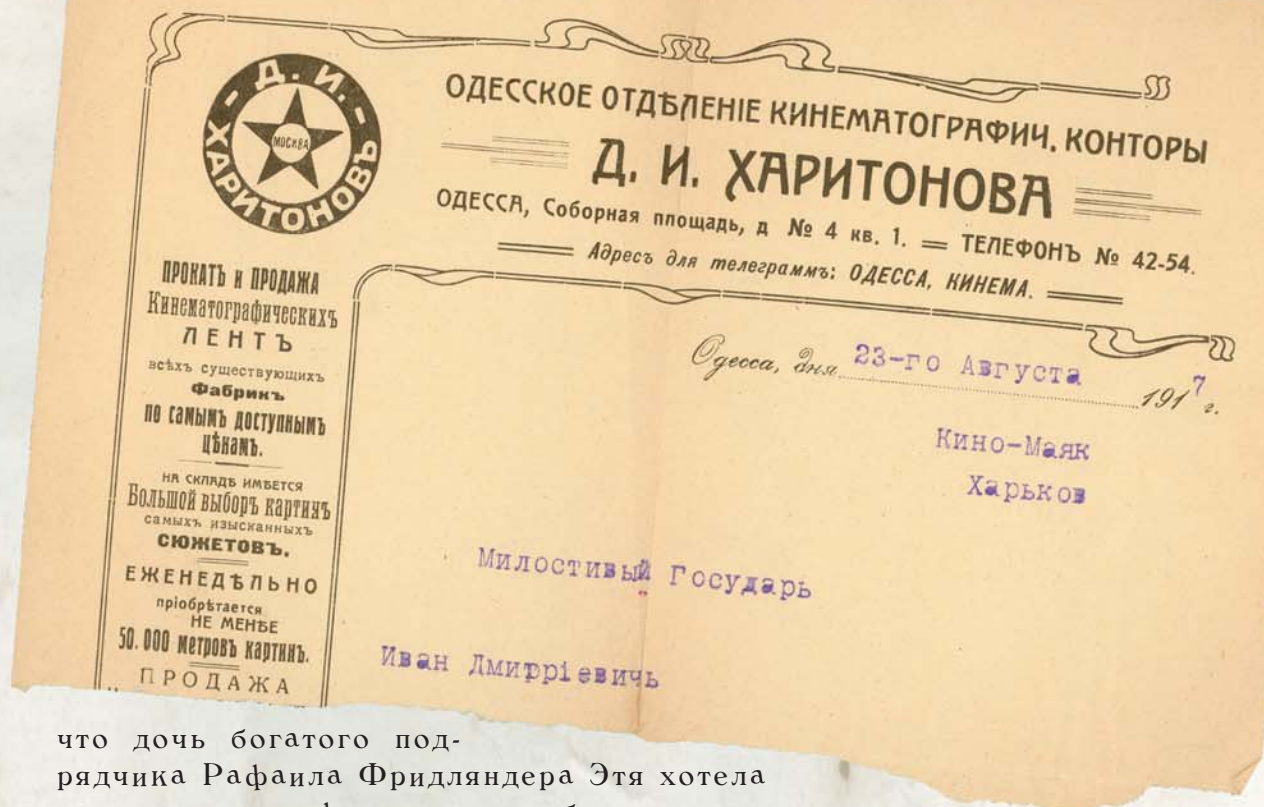 Д. И. ХАРИТОНОВЪ
МОСКВА
ОДЕССКОЕ ОТДѢЛЕНІЕ КИНЕМАТОГРАФИЧ. КОНТОРЫ
Д. И. ХАРИТОНОВА
ОДЕССА, Соборная площадь, д № 4 кв. 1. = ТЕЛЕФОНЪ № 42-54.
Адресъ для телеграммъ: ОДЕССА, КИНЕМА.
ПРОКАТЪ и ПРОДАЖА
Кинематографическихъ
ЛЕНТЪ
всѣхъ существующихъ
Фабрикъ
по самымъ доступнымъ
цѣнамъ.
НА СКЛАДѢ ИМѢЕТСЯ
Большой выборъ картинъ
самыхъ изысканныхъ
СЮЖЕТОВЪ.
ЕЖЕНЕДѢЛЬНО
пріобрѣтается
НЕ МЕНѢЕ
50.000 метровъ картинъ.
ПРОДАЖА
Одесса, дня 23-го Августа 1917 г.
Кино-Маяк
Харьков
Милостивый Государь
Иван Дмирріевичь
что дочь богатого под-
рядчика Рафаила Фридляндера Этя хотела